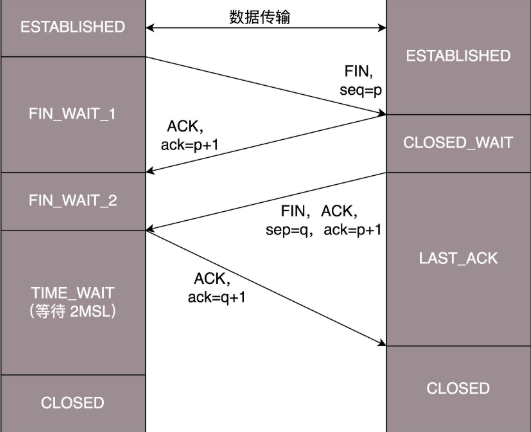 ESTABLISHED
数据传输
ESTABLISHED
FIN,
seq=p
FIN_WAIT_1
ACK，
ack=p+1
CLOSED_WAIT
FIN_WAIT_2
FIN，ACK，
sep=q，ack=p+1
LAST_ACK
TIME_WAIT
（等待 2MSL）
ACK，
ack=q+1
CLOSED
CLOSED